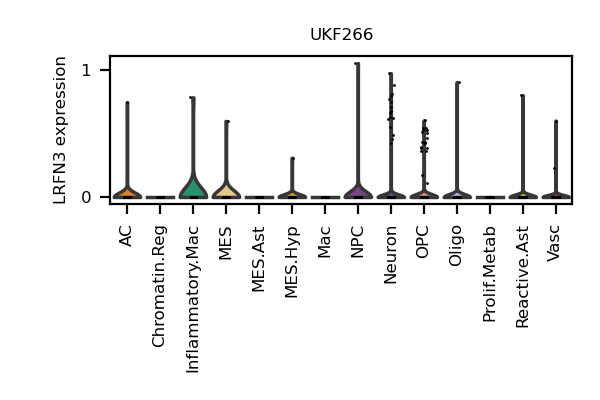 UKF266
LRFN3 expression
1
0
AC
Chromatin.Reg
Inflammatory.Mac
MES
MES.Ast
MES.Hyp
Mac
NPC
Neuron
OPC
Oligo
Prolif.Metab
Reactive.Ast
Vasc